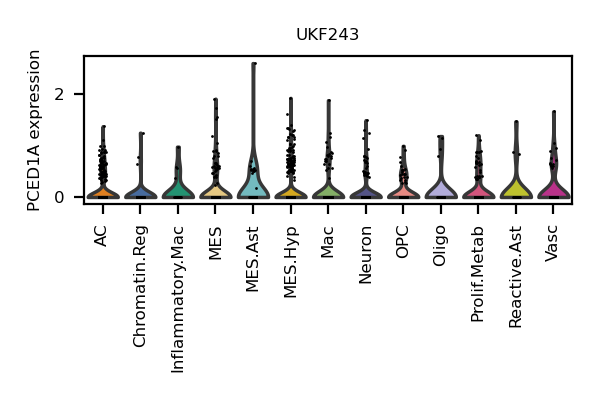 UKF243
PCED1A expression
2
0
AC
Chromatin.Reg
Inflammatory.Mac
MES
MES.Ast
MES.Hyp
Mac
Neuron
OPC
Oligo
Prolif.Metab
Reactive.Ast
Vasc